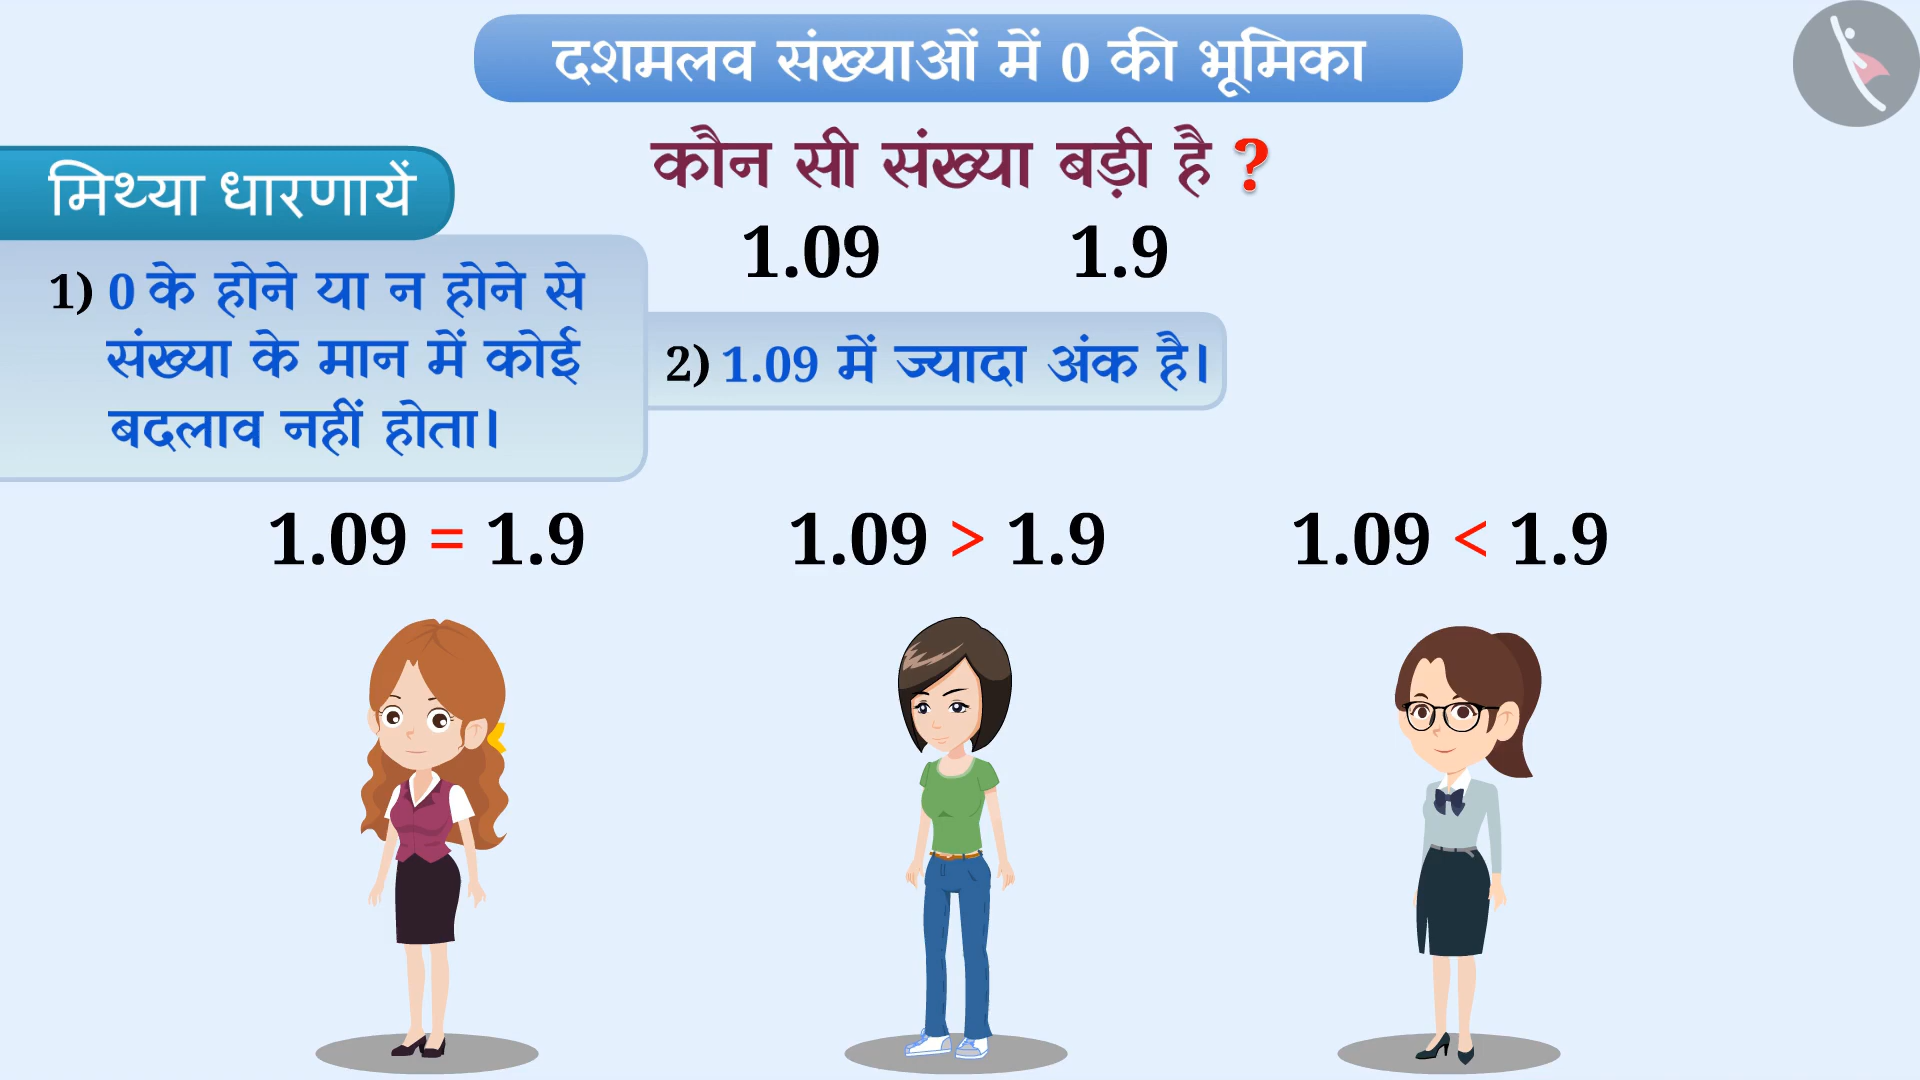 दशमलव संख्याओं में 0 की भूमिका
कौन सी संख्या बड़ी है ?
1.09 1.9
मिथ्या धारणायें
1) 0 के होने या न होने से
संख्या के मान में कोई
बदलाव नहीं होता।
2) 1.09 में ज्यादा अंक है।
1.09 = 1.9
1.09 > 1.9
1.09 < 1.9